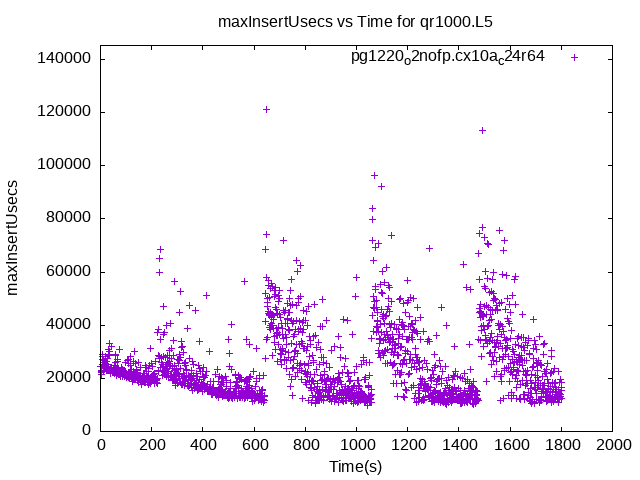 maxInsertUsecs vs Time for qr1000.L5
pg1220o2nofp.cx10ac24r64
140000
120000
100000
80000
60000
40000
20000
0
maxInsertUsecs
0 200 400 600 800 1000 1200 1400 1600 1800 2000
Time(s)